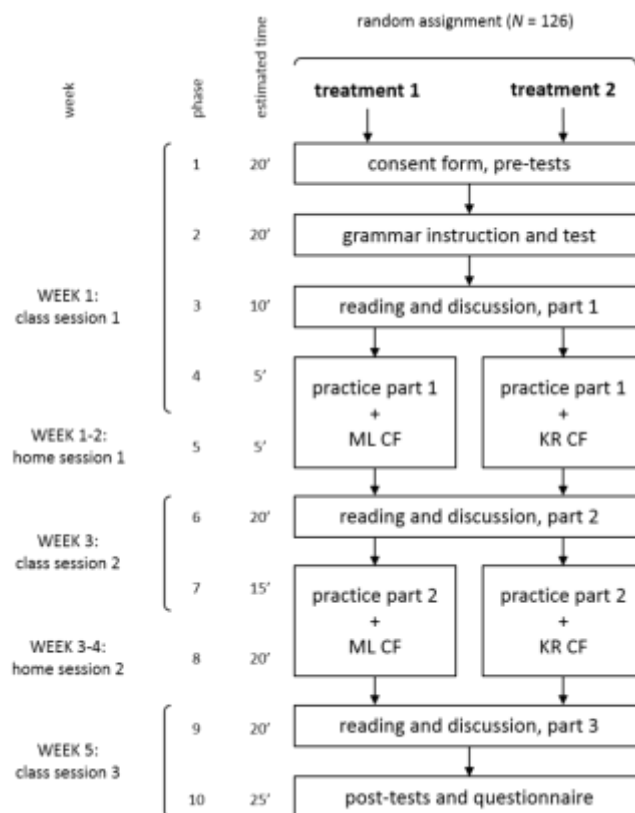 random assignment (N = 126)
week
phase
estimated time
treatment 1
treatment 2
1
20'
consent form, pre-tests
2
20'
grammar instruction and test
WEEK 1:
class session 1
3
10'
reading and discussion, part 1
4
5'
practice part 1
+
ML CF
practice part 1
+
KR CF
WEEK 1-2:
home session 1
5
5'
6
20'
reading and discussion, part 2
WEEK 3:
class session 2
7
15'
practice part 2
+
ML CF
practice part 2
+
KR CF
WEEK 3-4:
home session 2
8
20'
9
20'
reading and discussion, part 3
WEEK 5:
class session 3
10
25'
post-tests and questionnaire